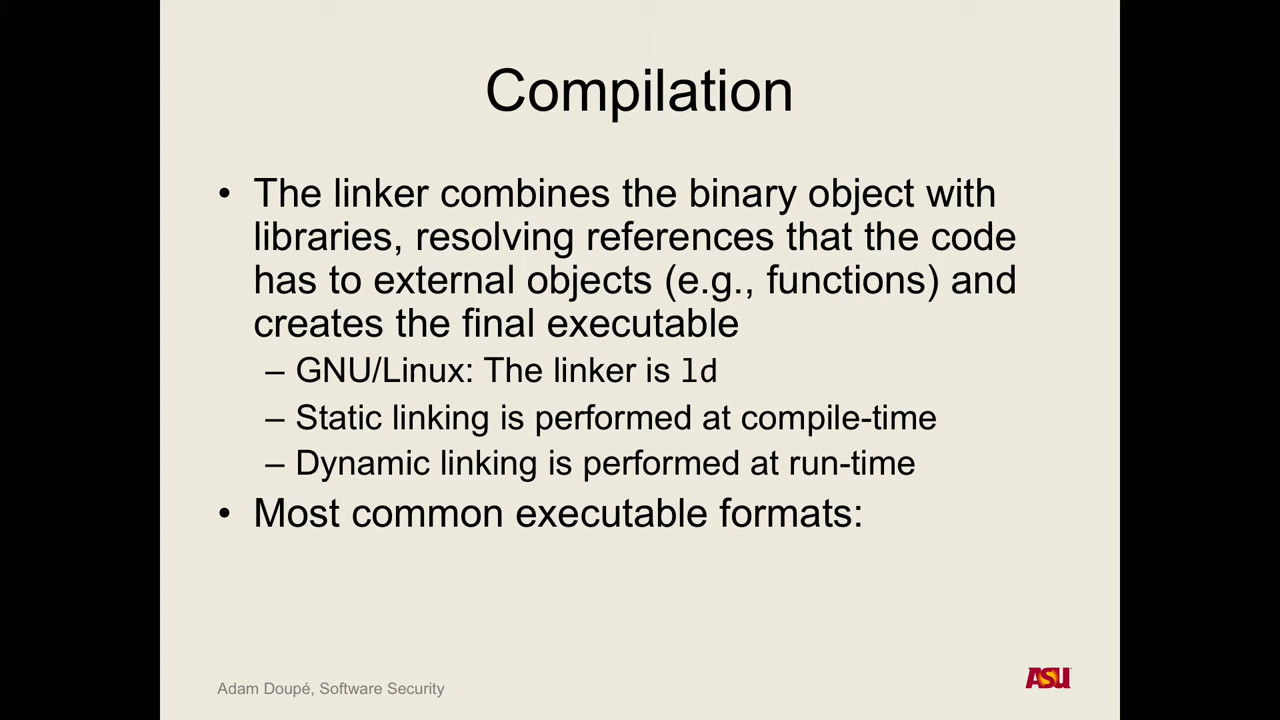 Compilation
• The linker combines the binary object with
libraries, resolving references that the code
has to external objects (e.g., functions) and
creates the final executable
– GNU/Linux: The linker is ld
– Static linking is performed at compile-time
– Dynamic linking is performed at run-time
• Most common executable formats:
Adam Doupé, Software Security
ASU